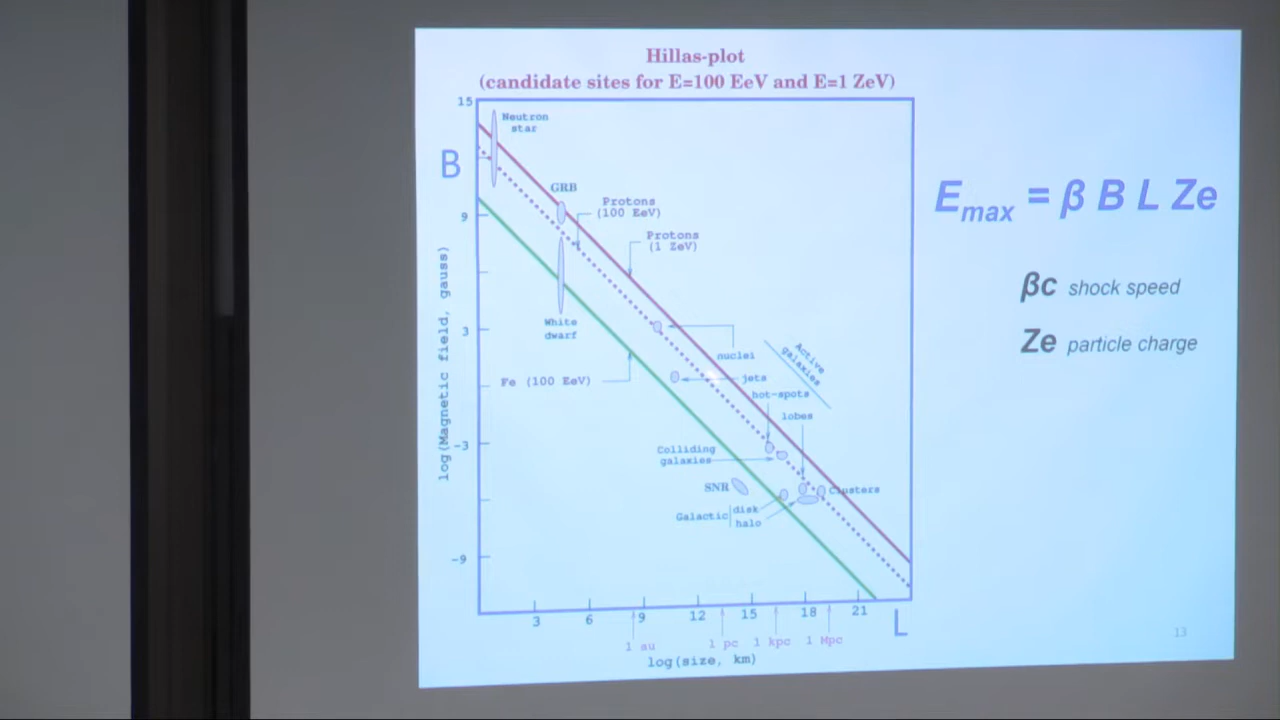 Hillas-plot
(candidate sites for E=100 EeV and E=1 ZeV)
15
Neutron
star
B
GRB
Protons
(100 EeV)
9
Protons
(1 ZeV)
log(Magnetic field, gauss)
3
White
dwarf
nuclei
Active
galaxies
Fe (100 EeV)
jets
hot-spots
lobes
-3
Colliding
galaxies
SNR
Clusters
Galactic
disk
halo
-9
3 6 9 12 15 18 21
L
1 au 1 pc 1 kpc 1 Mpc
log(size, km)
Emax = β B L Ze
βc shock speed
Ze particle charge
13